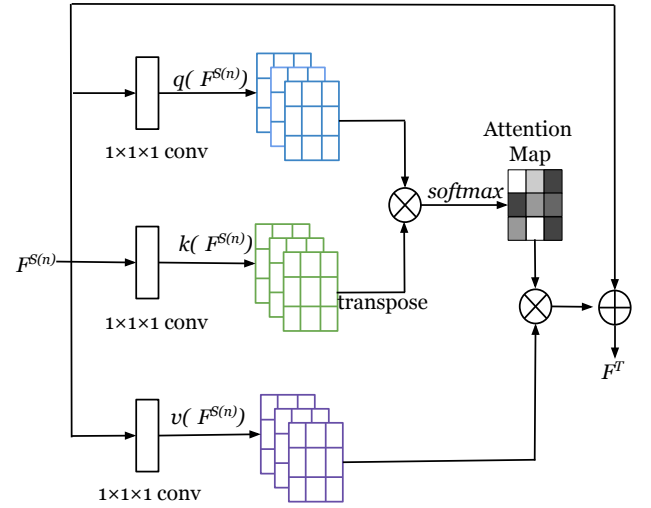 q( F^S(n))
1×1×1 conv
Attention
Map
softmax
F^S(n)
k( F^S(n))
transpose
1×1×1 conv
F^T
v( F^S(n))
1×1×1 conv